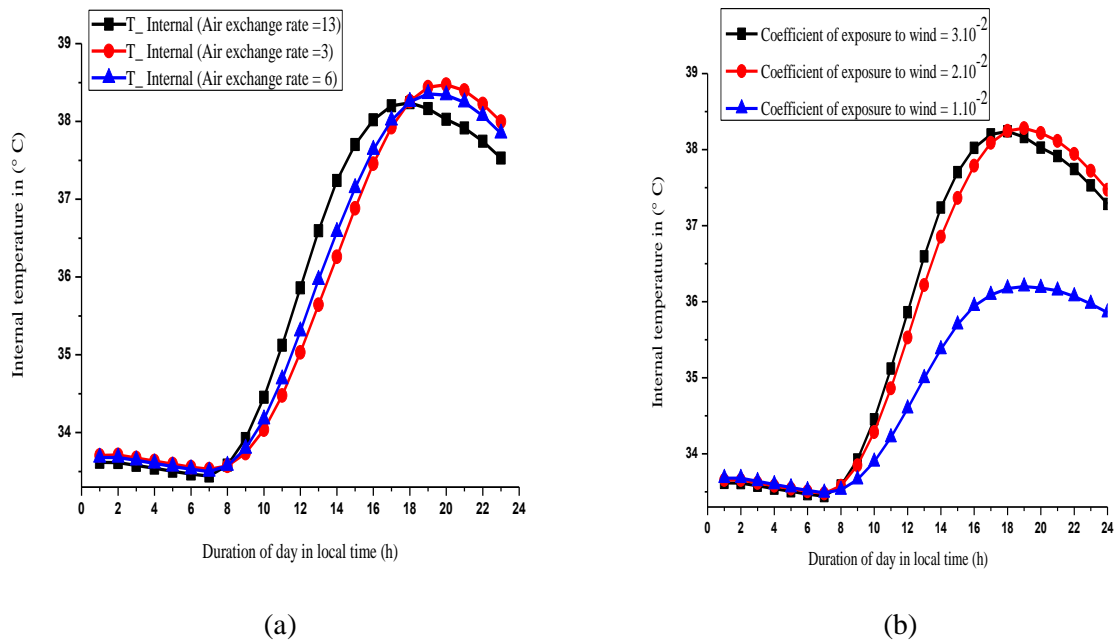 T_ Internal (Air exchange rate =13)
T_ Internal (Air exchange rate =3)
T_ Internal (Air exchange rate = 6)
39
38
37
36
35
34
0 2 4 6 8 10 12 14 16 18 20 22 24
Internal temperature in (° C)
Duration of day in local time (h)
(a)
Coefficient of exposure to wind = 3.10-2
Coefficient of exposure to wind = 2.10-2
Coefficient of exposure to wind = 1.10-2
39
38
37
36
35
34
0 2 4 6 8 10 12 14 16 18 20 22 24
Internal temperature in (° C)
Duration of day in local time (h)
(b)